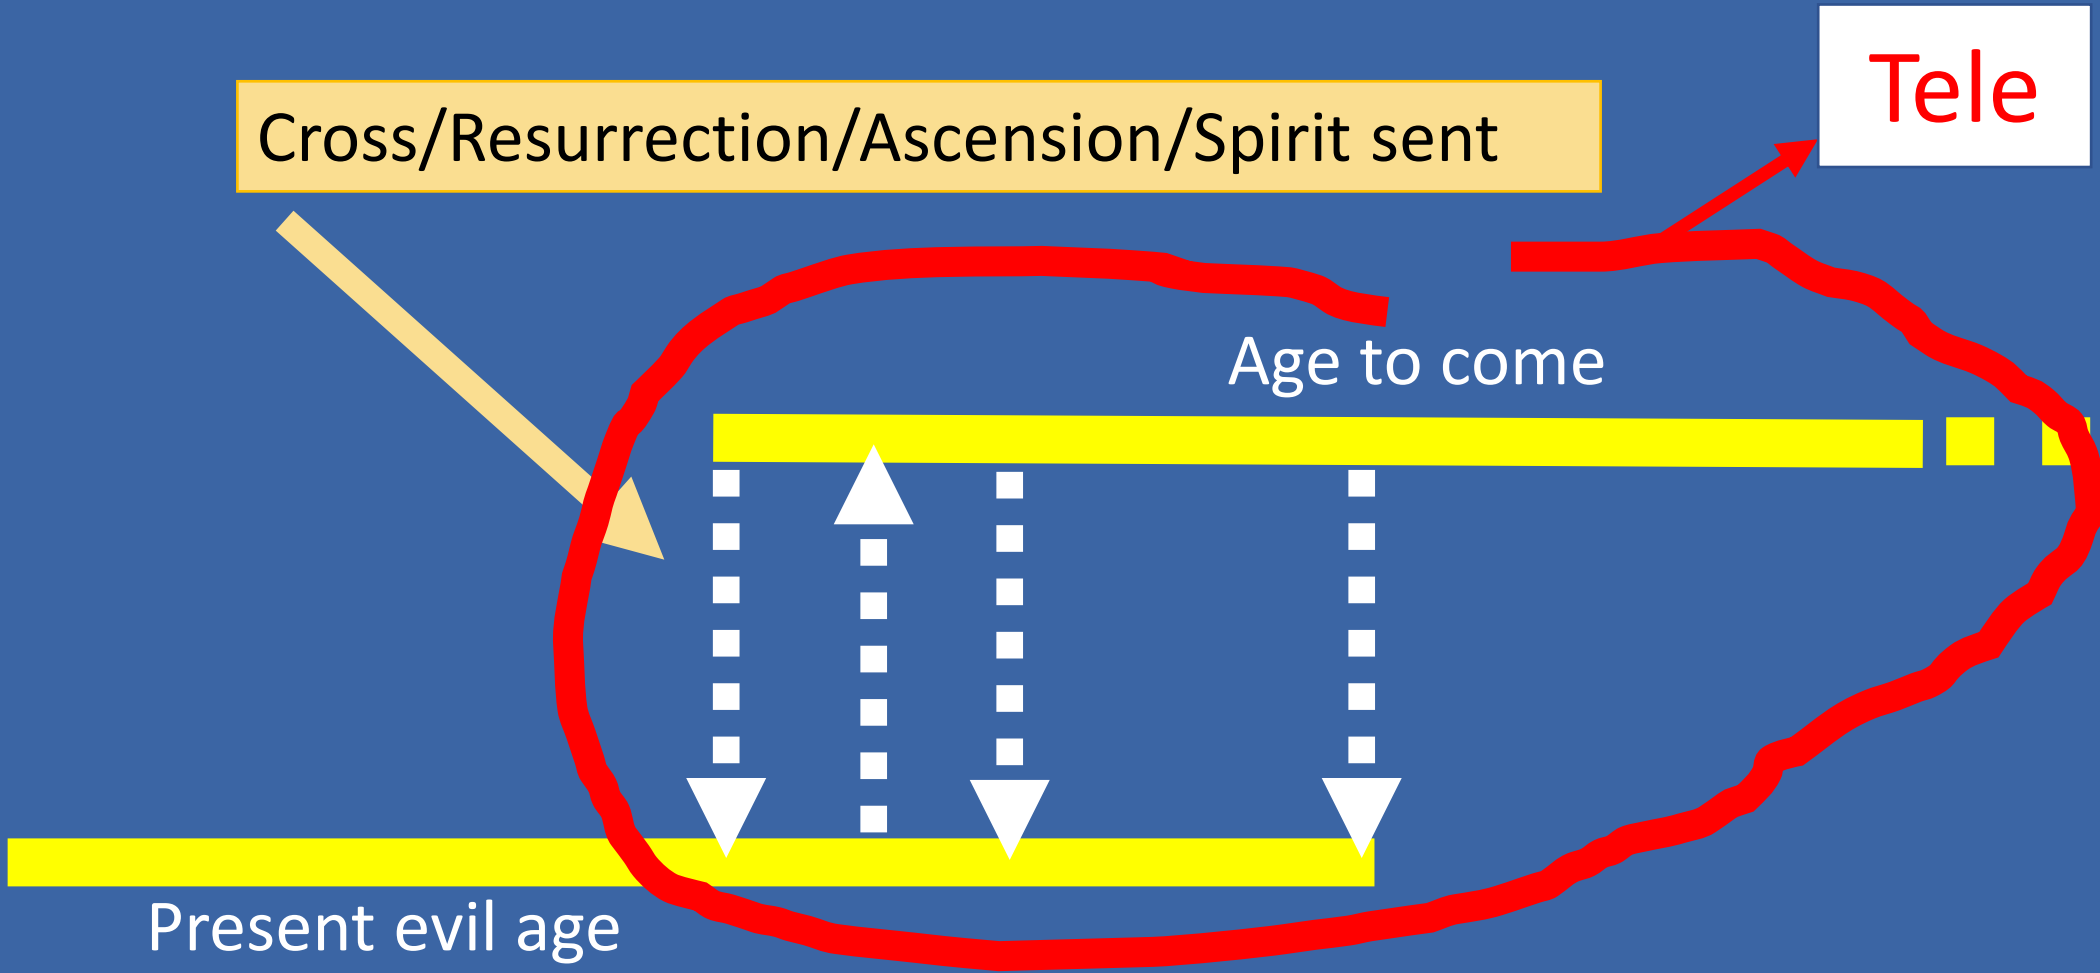 Tele
Cross/Resurrection/Ascension/Spirit sent
Age to come
Present evil age